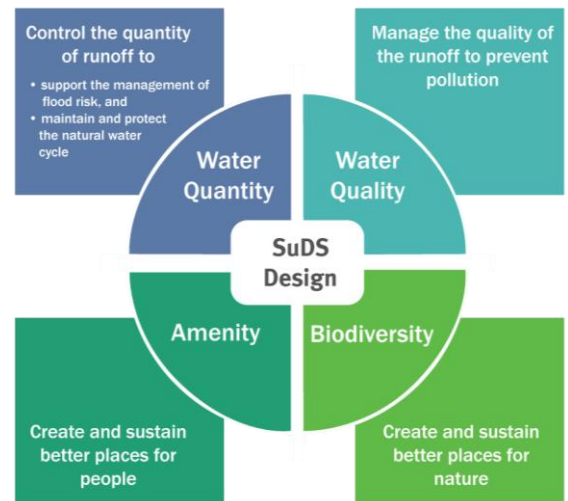 Control the quantity
of runoff to
• support the management of
flood risk, and
• maintain and protect
the natural water
cycle
Manage the quality of
the runoff to prevent
pollution
Water
Quantity
Water
Quality
SuDS
Design
Amenity
Biodiversity
Create and sustain
better places for
people
Create and sustain
better places for
nature